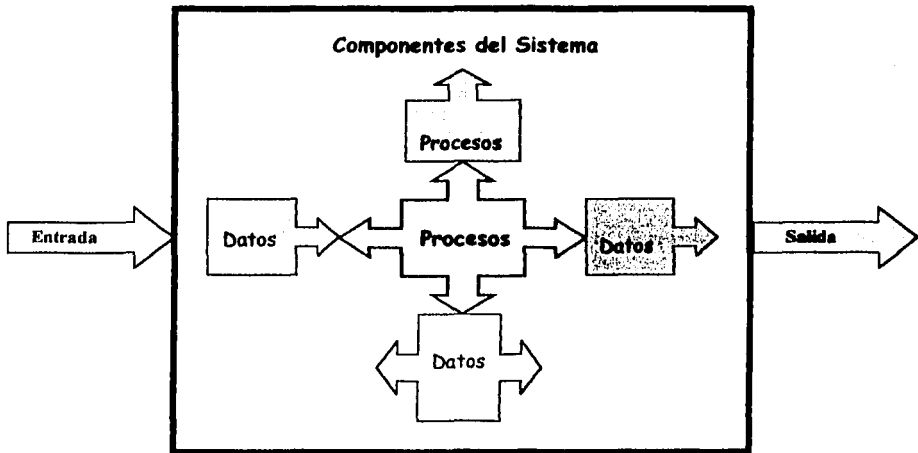 Componentes del Sistema
Procesos
Entrada
Datos
Procesos
Datos
Salida
Datos